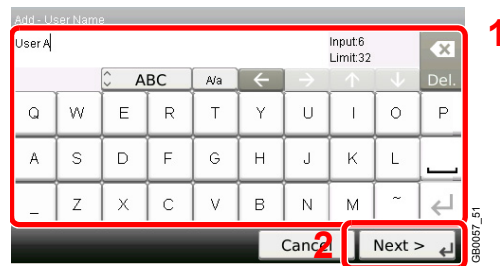 Add - User Name
1
User A
Input:6
Limit:32
ABC
A/a
Del.
Q W E R T Y U I O P
A S D F G H J K L
_ Z X C V B N M ~
Cancel
2
Next >
GB0057_51